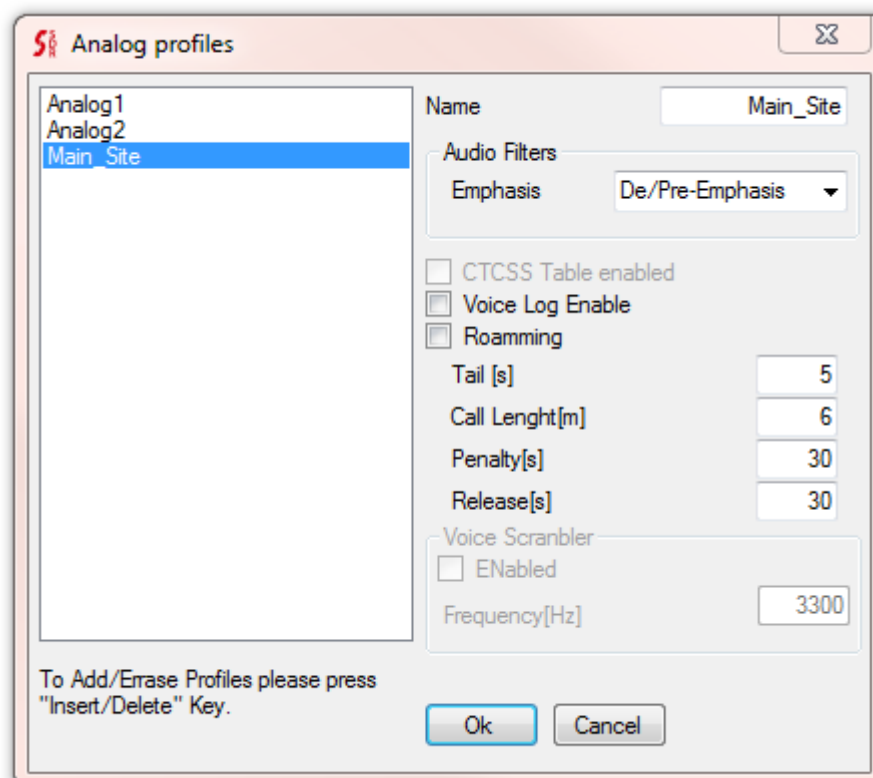 Analog profiles
Analog1
Analog2
Main_Site
Name Main_Site
Audio Filters
Emphasis De/Pre-Emphasis
CTCSS Table enabled
Voice Log Enable
Roamming
Tail [s] 5
Call Lenght[m] 6
Penalty[s] 30
Release[s] 30
Voice Scranbler
ENabled
Frequency[Hz] 3300
To Add/Errase Profiles please press
"Insert/Delete" Key.
Ok Cancel